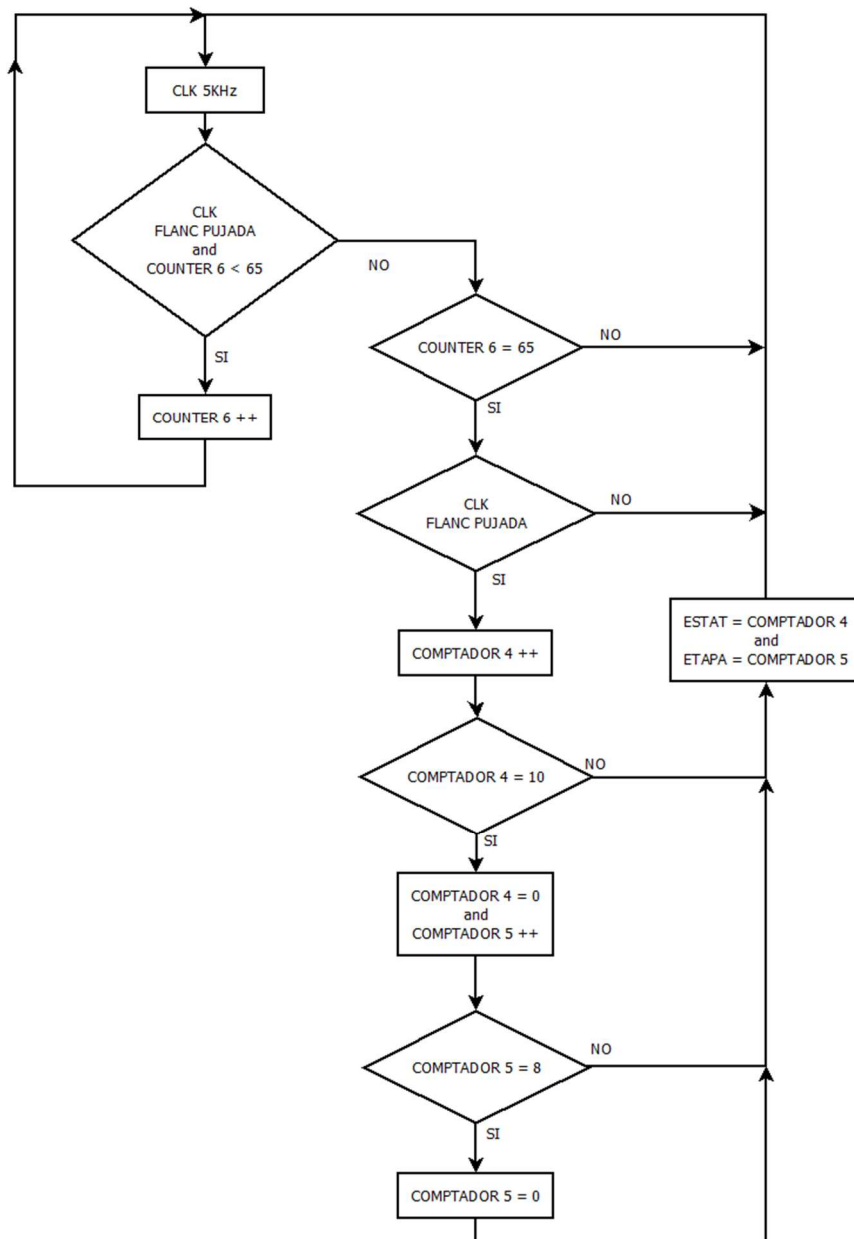 CLK 5KHz
CLK
FLANC PUJADA
and
COUNTER 6 < 65
NO
SI
COUNTER 6 ++
COUNTER 6 = 65
NO
SI
CLK
FLANC PUJADA
NO
SI
COMPTADOR 4 ++
ESTAT = COMPTADOR 4
and
ETAPA = COMPTADOR 5
COMPTADOR 4 = 10
NO
SI
COMPTADOR 4 = 0
and
COMPTADOR 5 ++
COMPTADOR 5 = 8
NO
SI
COMPTADOR 5 = 0